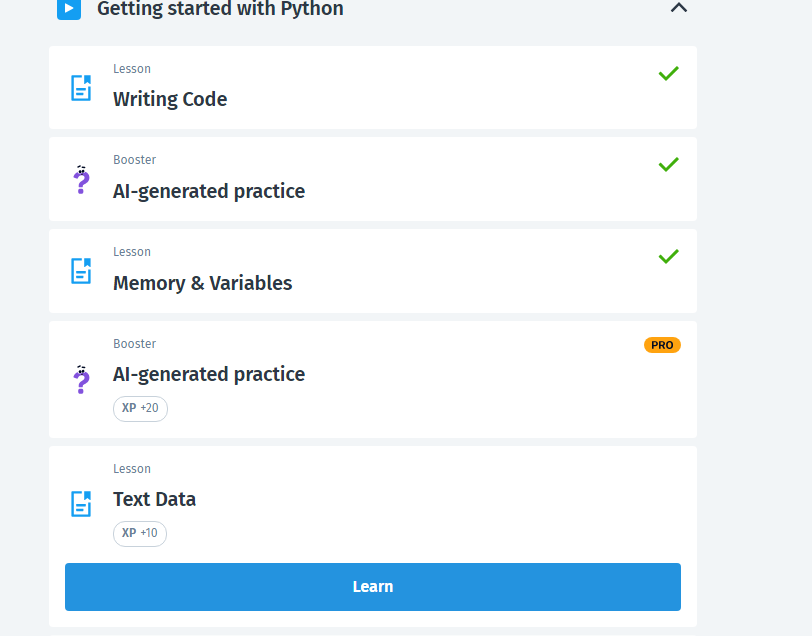 Getting started with Python
Lesson
Writing Code
Booster
AI-generated practice
Lesson
Memory & Variables
Booster
PRO
AI-generated practice
XP +20
Lesson
Text Data
XP +10
Learn